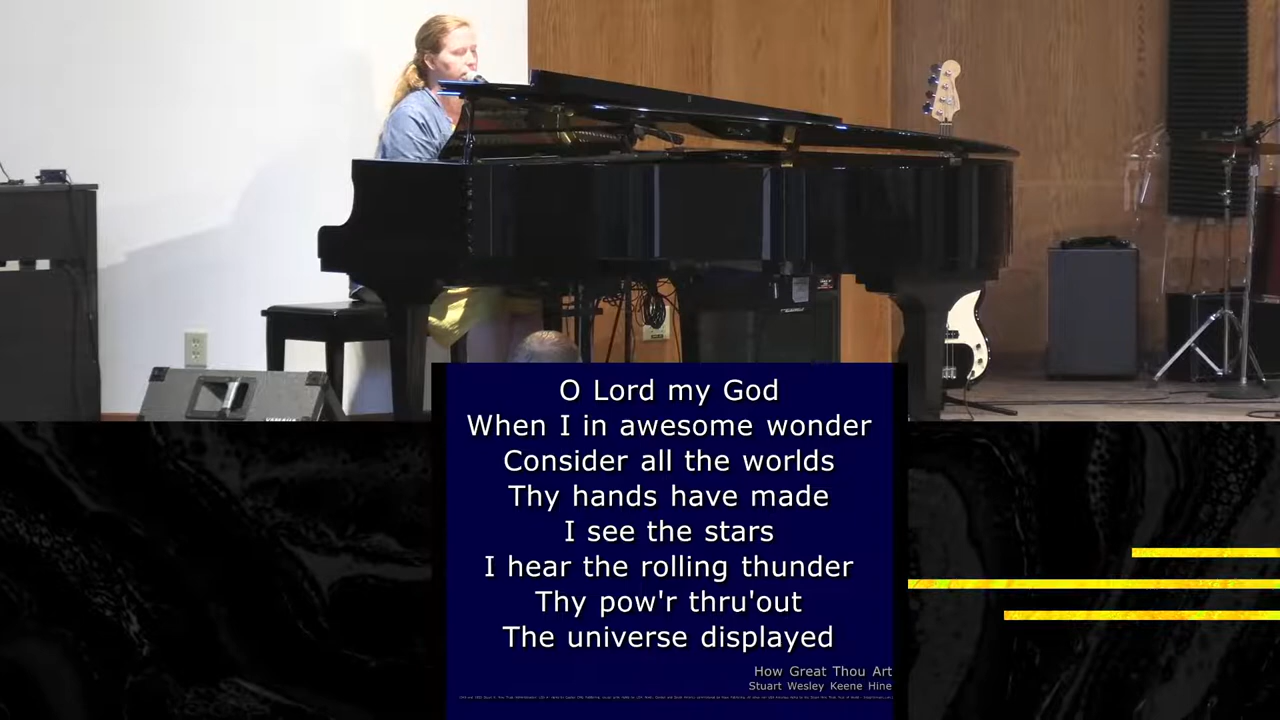 YAMAHA
O Lord my God
When I in awesome wonder
Consider all the worlds
Thy hands have made
I see the stars
I hear the rolling thunder
Thy pow'r thru'out
The universe displayed
How Great Thou Art
Stuart Wesley Keene Hine